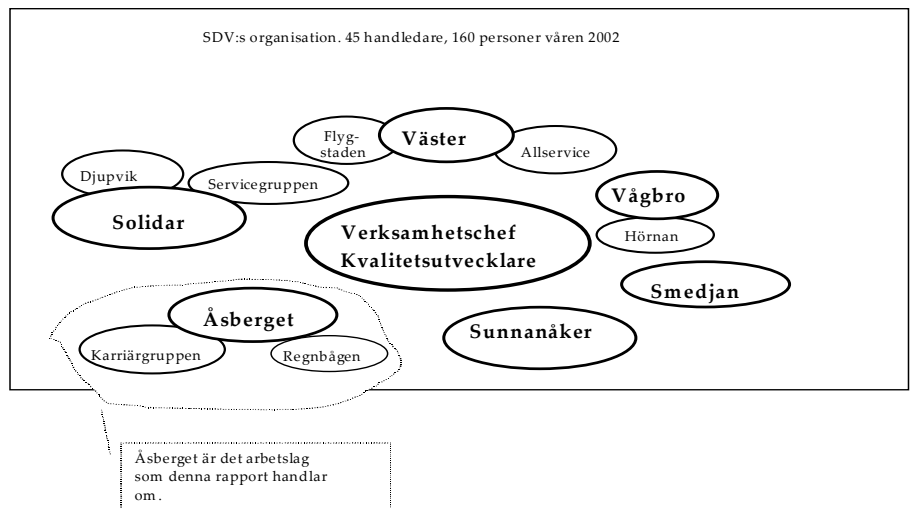 SDV:s organisation. 45 handledare, 160 personer våren 2002
Flyg-
staden
Väster
Allservice
Djupvik
Servicegruppen
Solidar
Vågbro
Hörnan
Verksamhetschef
Kvalitetsutvecklare
Smedjan
Åsberget
Sunnanåker
Karriärgruppen
Regnbågen
Åsberget är det arbetslag
som denna rapport handlar
om.